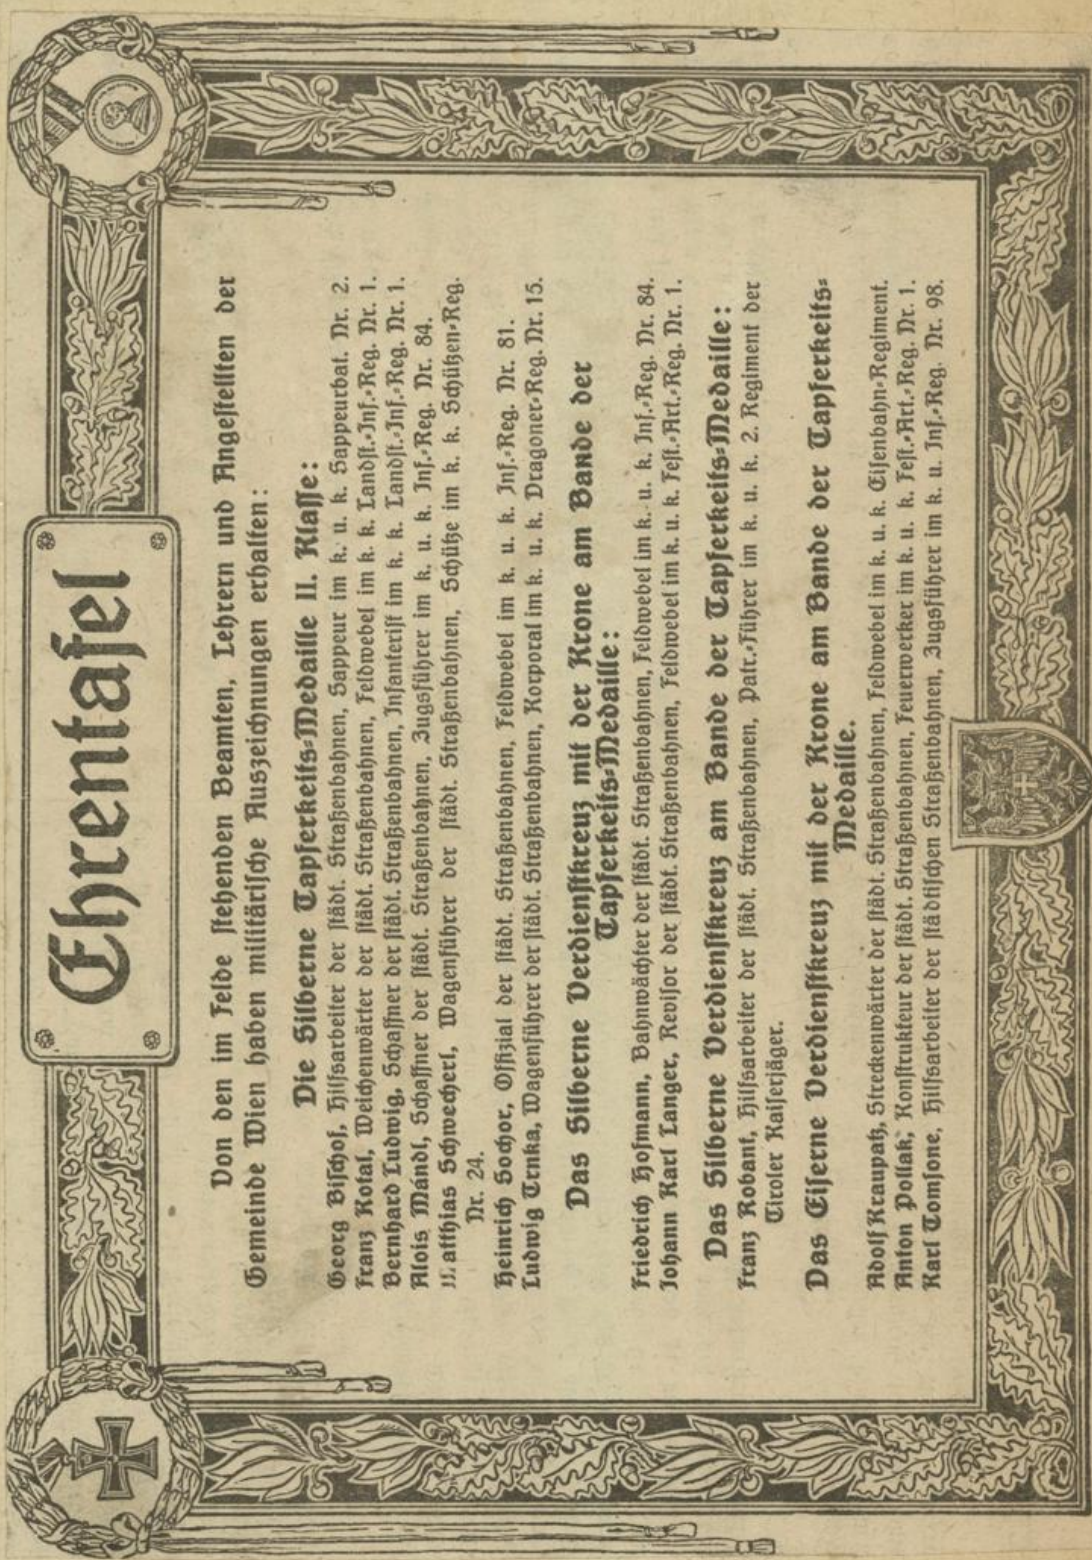 Ehrentafel
Von den im Felde stehenden Beamten, Lehrern und Angestellten der
Gemeinde Wien haben militärische Auszeichnungen erhalten:
Die Silberne Tapferkeits-Medaille II. Klasse:
Georg Bischof, Hilfsarbeiter der städt. Straßenbahnen, Sappeur im k. u. k. Sappeurbat. Nr. 2.
Franz Kotal, Weichenwärter der städt. Straßenbahnen, Feldwebel im k. k. Landst.-Inf.-Reg. Nr. 1.
Bernhard Ludwig, Schaffner der städt. Straßenbahnen, Infanterist im k. k. Landst.-Inf.-Reg. Nr. 1.
Alois Mandl, Schaffner der städt. Straßenbahnen, Zugsführer im k. u. k. Inf.-Reg. Nr. 84.
Matthias Schwecherl, Wagenführer der städt. Straßenbahnen, Schütze im k. k. Schützen-Reg.
Nr. 24.
Heinrich Sochor, Offizial der städt. Straßenbahnen, Feldwebel im k. u. k. Inf.-Reg. Nr. 81.
Ludwig Trnka, Wagenführer der städt. Straßenbahnen, Korporal im k. u. k. Dragoner-Reg. Nr. 15.
Das Silberne Verdienstkreuz mit der Krone am Bande der
Tapferkeits-Medaille:
Friedrich Hofmann, Bahnwächter der städt. Straßenbahnen, Feldwebel im k. u. k. Inf.-Reg. Nr. 84.
Johann Karl Langer, Revisor der städt. Straßenbahnen, Feldwebel im k. u. k. Fest.-Art.-Reg. Nr. 1.
Das Silberne Verdienstkreuz am Bande der Tapferkeits-Medaille:
Franz Robant, Hilfsarbeiter der städt. Straßenbahnen, Patr.-Führer im k. u. k. 2. Regiment der
Tiroler Kaiserjäger.
Das Eiserne Verdienstkreuz mit der Krone am Bande der Tapferkeits-
Medaille.
Adolf Kraupatz, Streckenwärter der städt. Straßenbahnen, Feldwebel im k. u. k. Eisenbahn-Regiment.
Anton Pollak, Konstrukteur der städt. Straßenbahnen, Feuerwerker im k. u. k. Fest.-Art.-Reg. Nr. 1.
Karl Tomsone, Hilfsarbeiter der städtischen Straßenbahnen, Zugsführer im k. u. Inf.-Reg. Nr. 98.